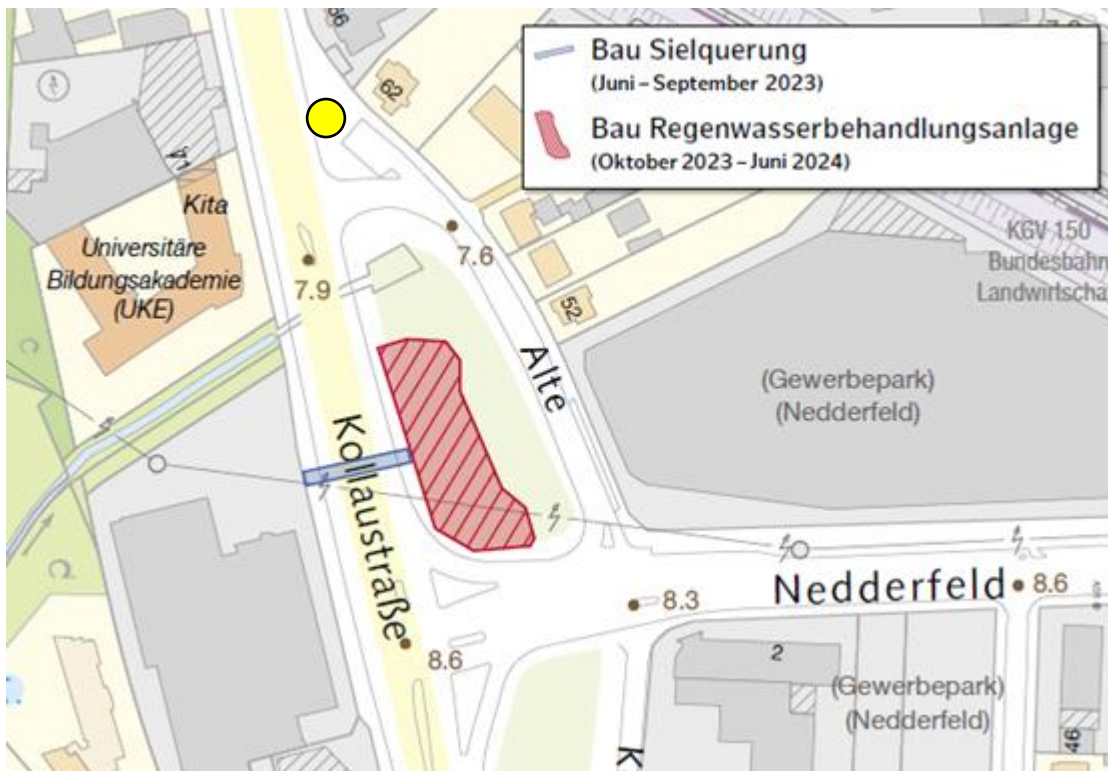 Bau Sielquerung
(Juni – September 2023)
Bau Regenwasserbehandlungsanlage
(Oktober 2023 – Juni 2024)
62
Kita
Universitäre
Bildungsakademie
(UKE)
7.6
7.9
KGV 150
Bundesbahn
Landwirtscha
52
Alte
(Gewerbepark)
(Nedderfeld)
Kollaustraße
Nedderfeld
8.6
8.3
8.6
2
(Gewerbepark)
(Nedderfeld)
46
K